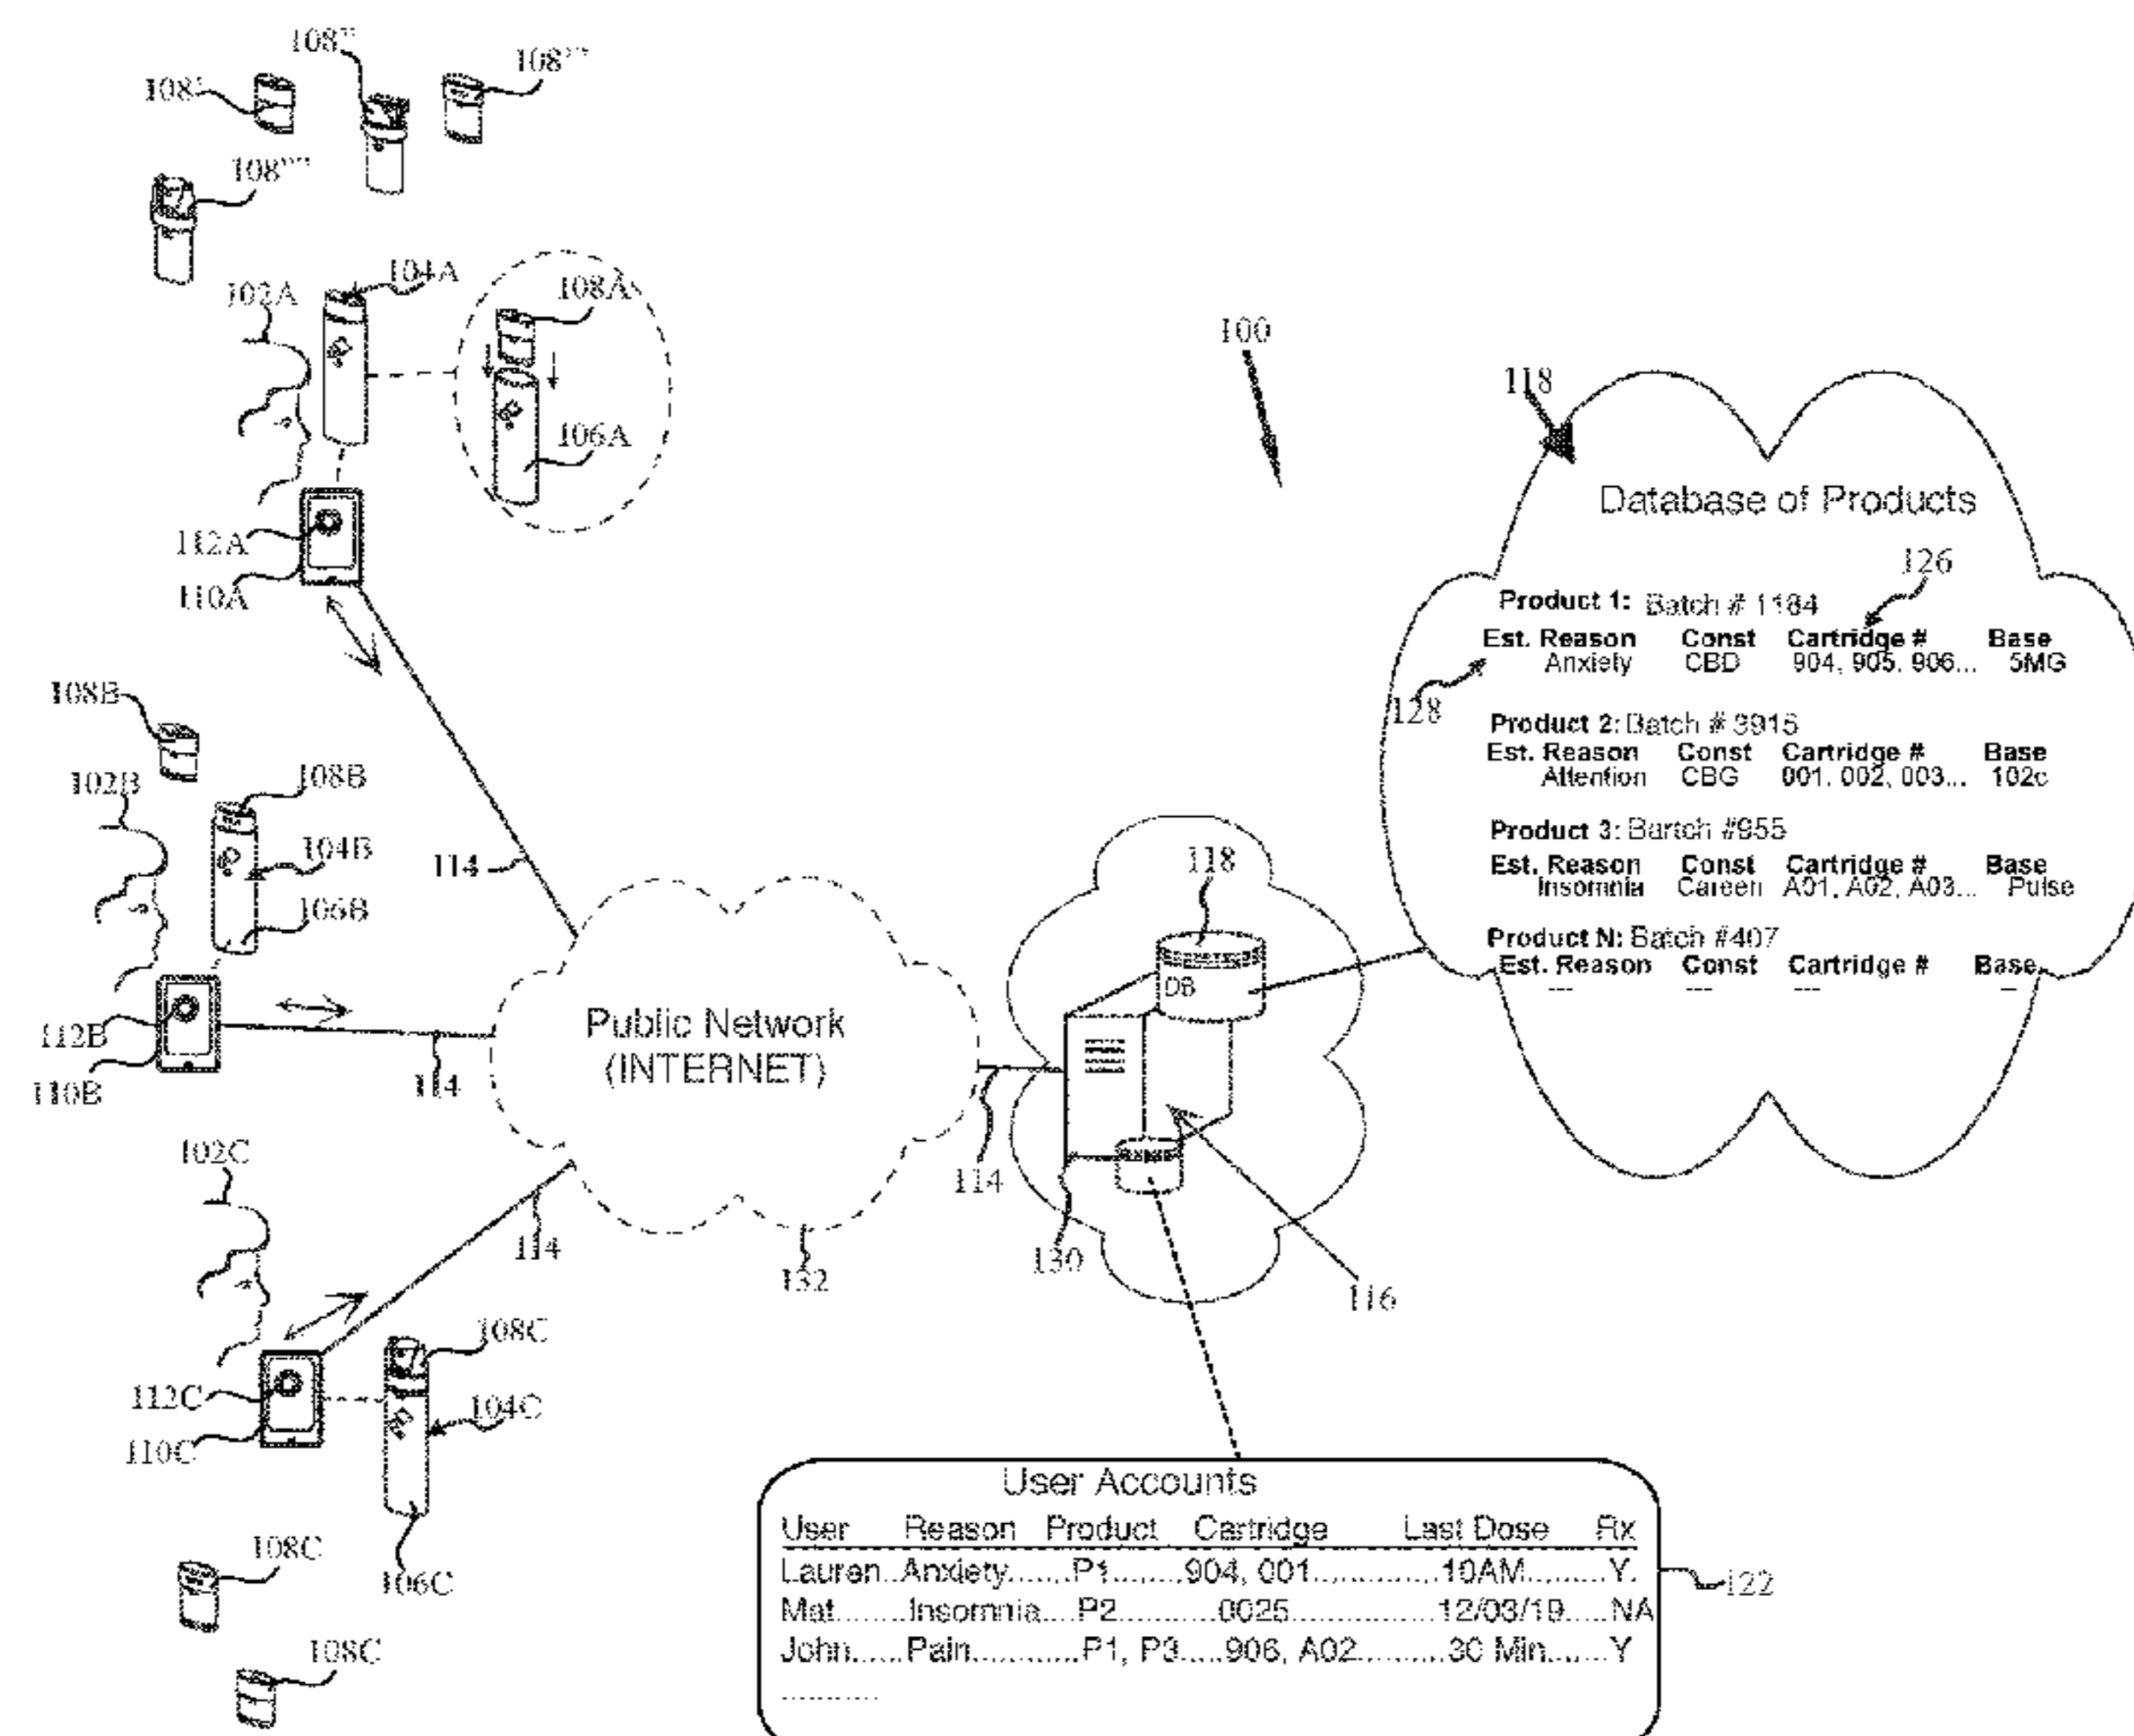 108'
108''
108'''
108''''
102A
104A
108A
106A
112A
110A
100
118
Database of Products
126
Product 1: Batch # 1184
Est. Reason Const Cartridge # Base
Anxiety CBD 904, 905, 906... 5MG
128
Product 2: Batch # 3915
Est. Reason Const Cartridge # Base
Attention CBG 001, 002, 003... 102c
Product 3: Bartch #955
Est. Reason Const Cartridge # Base
Insomnia Careen A01, A02, A03... Pulse
Product N: Batch #407
Est. Reason Const Cartridge # Base
--- --- --- --
108B
102B
108B
104B
106B
112B
110B
114
114
Public Network
(INTERNET)
118
DB
114
130
116
132
102C
114
108C
112C
104C
110C
106C
108C
108C
User Accounts
User Reason Product Cartridge Last Dose Rx
Lauren..Anxiety.......P1.......904, 001..............10AM.........Y.
Mat........Insomnia....P2...........0025................12/03/19.....NA
John......Pain............P1, P3.....906, A02..........30 Min.......Y
...........
122